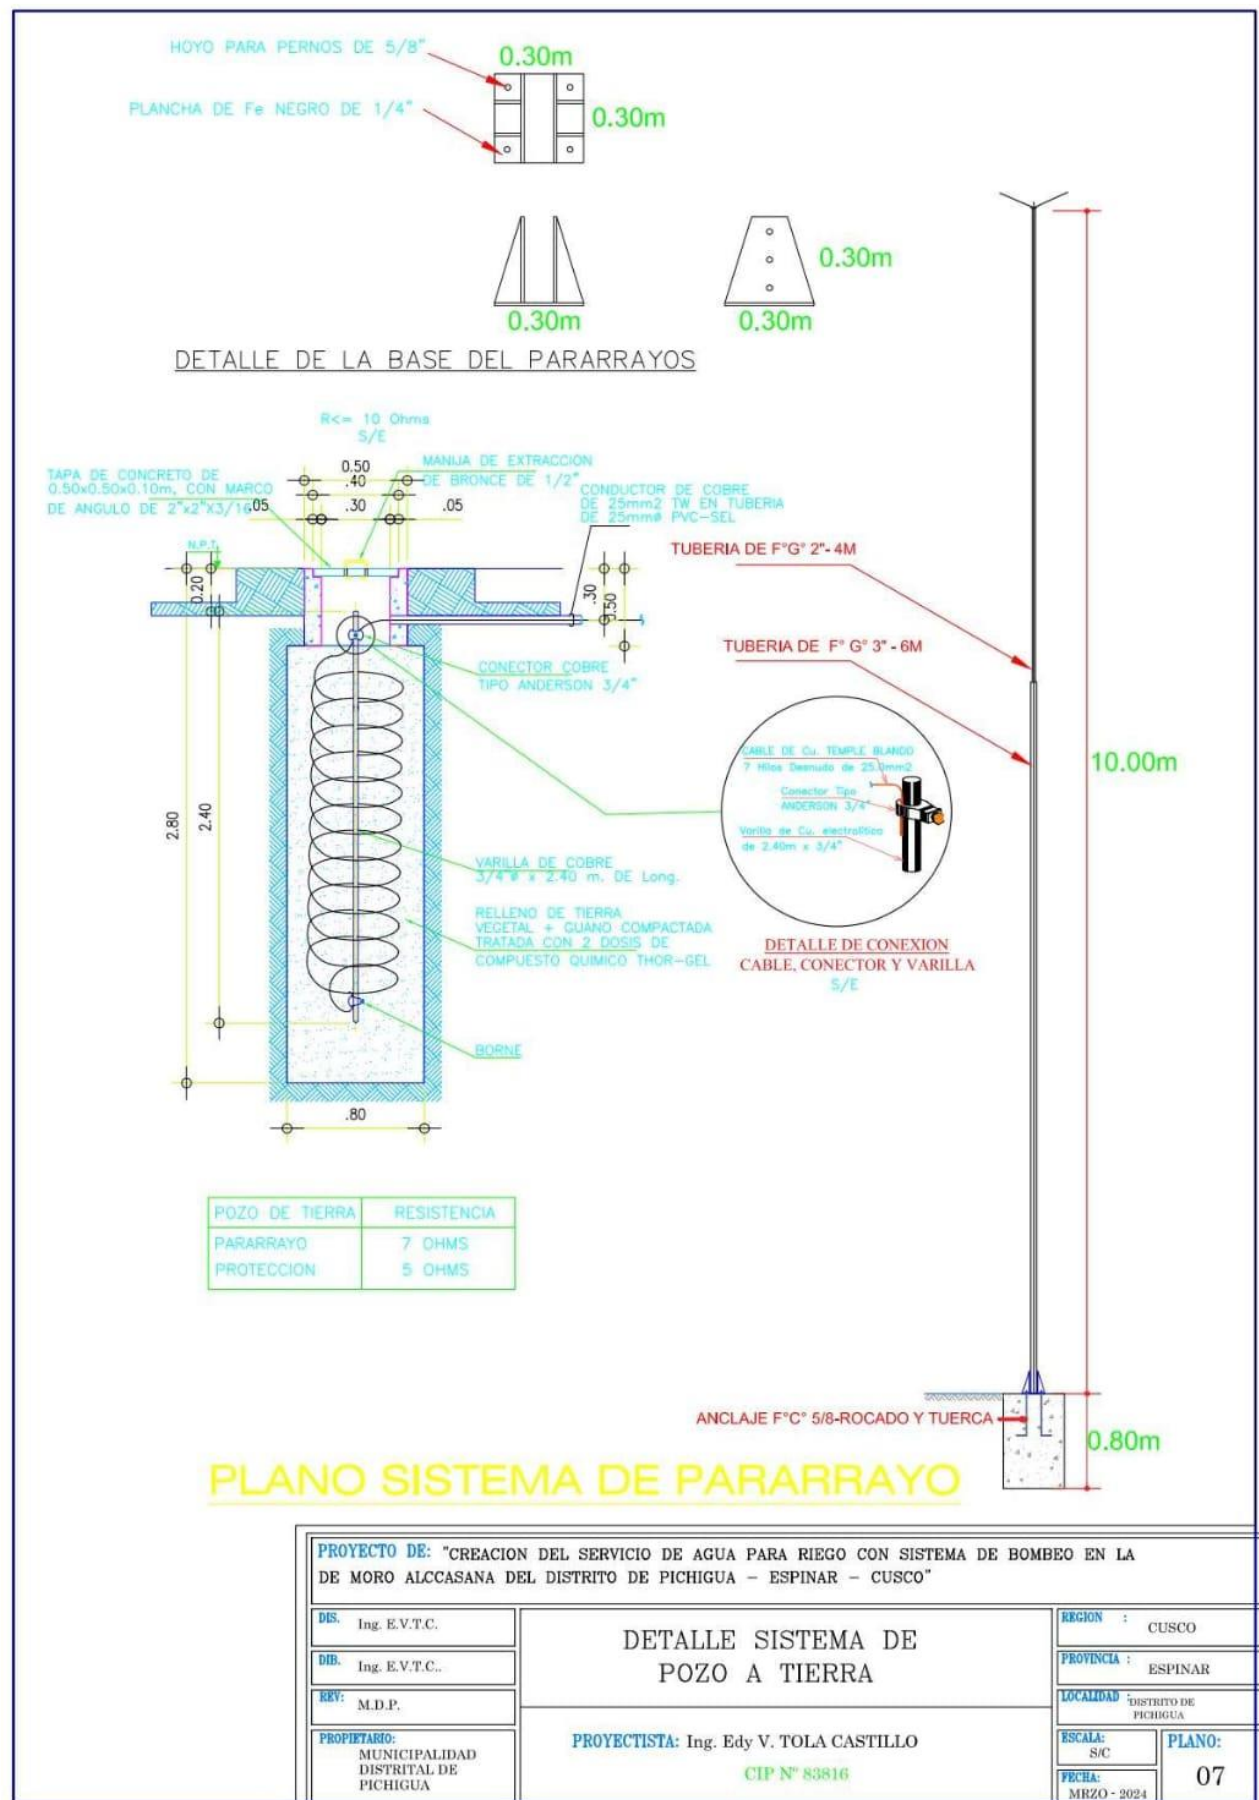 HOYO PARA PERNOS DE 5/8"
0.30m
PLANCHA DE Fe NEGRO DE 1/4"
0.30m
0.30m
0.30m
0.30m
DETALLE DE LA BASE DEL PARARRAYOS
R<= 10 Ohms
S/E
TAPA DE CONCRETO DE
0.50x0.50x0.10m, CON MARCO
DE ANGULO DE 2"x2"X3/16
0.50
.40
.05
.30
.05
MANIJA DE EXTRACCION
DE BRONCE DE 1/2"
CONDUCTOR DE COBRE
DE 25mm2 TW EN TUBERIA
DE 25mmø PVC-SEL
N.P.T.
0.20
.30
.50
TUBERIA DE F°G° 2"- 4M
TUBERIA DE F° G° 3" - 6M
CONECTOR COBRE
TIPO ANDERSON 3/4"
2.80
2.40
CABLE DE Cu. TEMPLE BLANDO
7 Hilos Desnudo de 25.0mm2
Conector Tipo
ANDERSON 3/4"
Varilla de Cu. electrolitico
de 2.40m x 3/4"
10.00m
VARILLA DE COBRE
3/4"ø x 2.40 m. DE Long.
RELLENO DE TIERRA
VEGETAL + GUANO COMPACTADA
TRATADA CON 2 DOSIS DE
COMPUESTO QUIMICO THOR-GEL
DETALLE DE CONEXION
CABLE, CONECTOR Y VARILLA
S/E
BORNE
.80
POZO DE TIERRA RESISTENCIA
PARARRAYO 7 OHMS
PROTECCION 5 OHMS
ANCLAJE F°C° 5/8-ROCADO Y TUERCA
0.80m
PLANO SISTEMA DE PARARRAYO
PROYECTO DE: "CREACION DEL SERVICIO DE AGUA PARA RIEGO CON SISTEMA DE BOMBEO EN LA
DE MORO ALCCASANA DEL DISTRITO DE PICHIGUA - ESPINAR - CUSCO"
DIS. Ing. E.V.T.C.
DIB. Ing. E.V.T.C..
REV: M.D.P.
PROPIETARIO:
MUNICIPALIDAD
DISTRITAL DE
PICHIGUA
DETALLE SISTEMA DE
POZO A TIERRA
PROYECTISTA: Ing. Edy V. TOLA CASTILLO
CIP N° 83816
REGION : CUSCO
PROVINCIA : ESPINAR
LOCALIDAD : DISTRITO DE
PICHIGUA
ESCALA:
S/C
FECHA:
MRZO - 2024
PLANO:
07